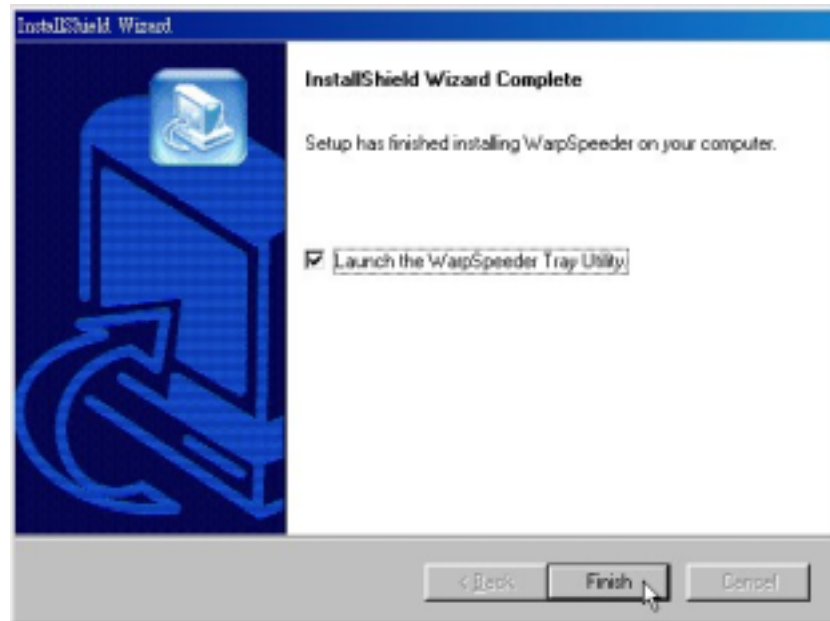 InstallShield Wizard
InstallShield Wizard Complete
Setup has finished installing WarpSpeeder on your computer.
Launch the WarpSpeeder Tray Utility.
< Back
Finish
Cancel